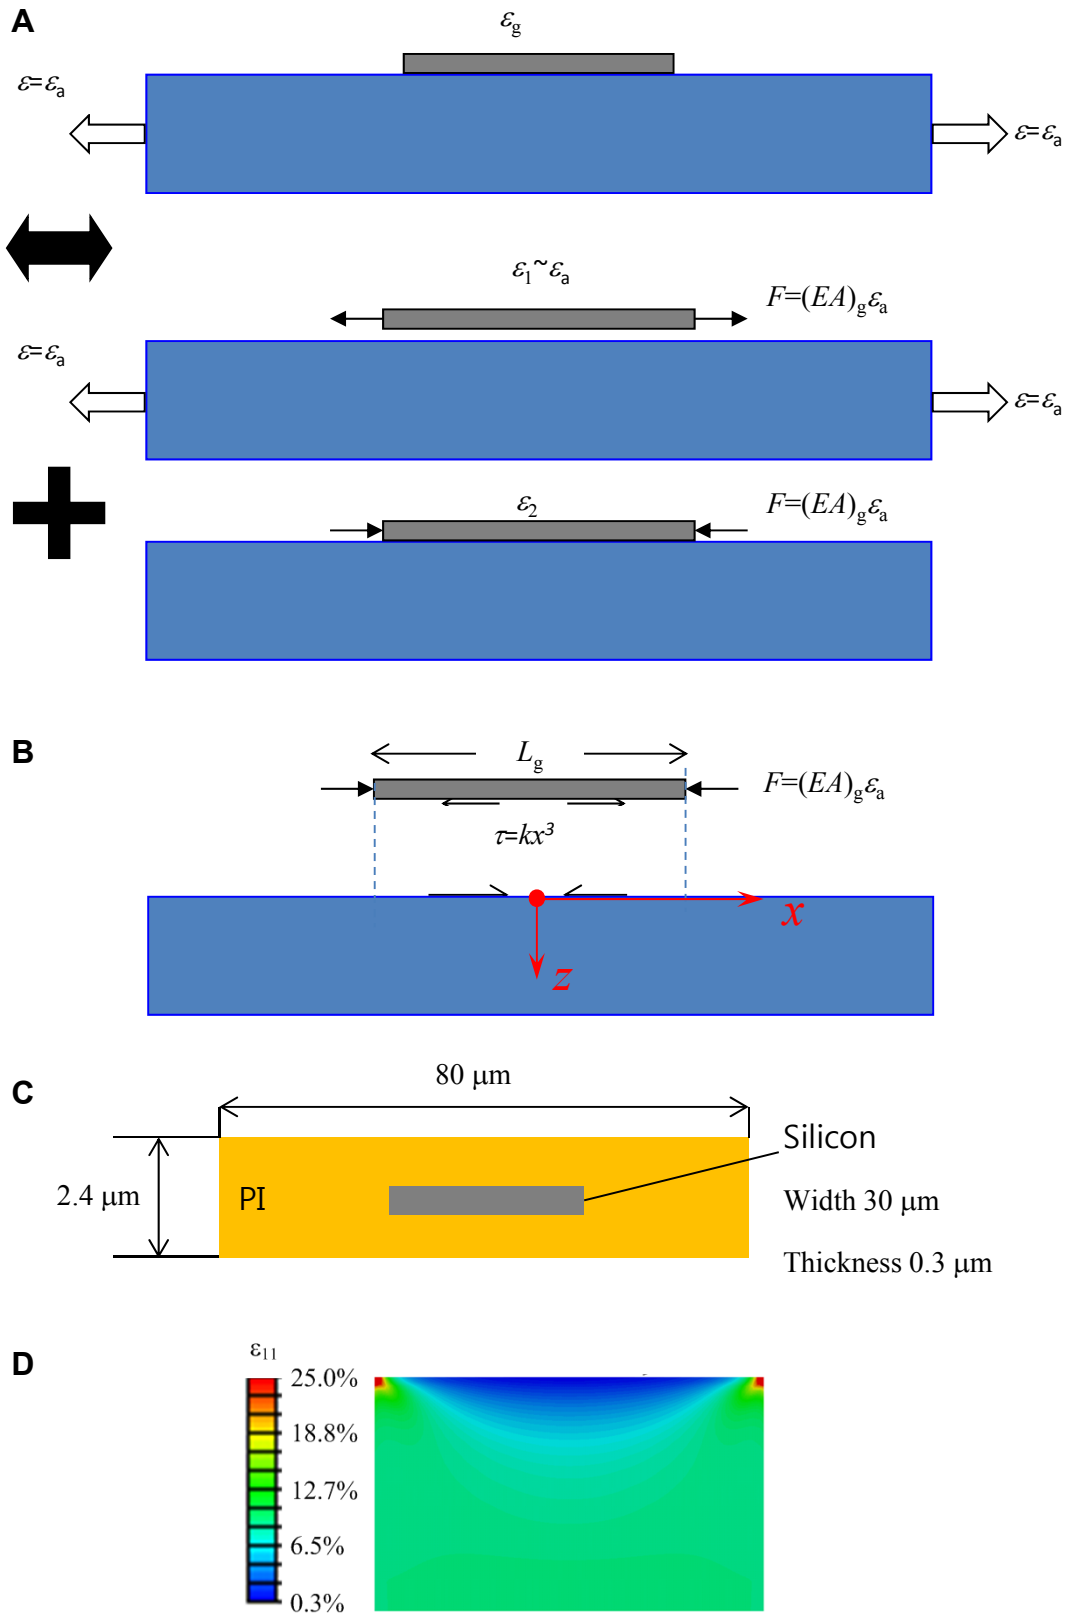 A
εg
ε=εa
ε=εa
ε1~εa
F=(EA)gεa
ε=εa
ε=εa
ε2
F=(EA)gεa
B
Lg
F=(EA)gεa
τ=kx³
x
z
C
80 μm
Silicon
2.4 μm
PI
Width 30 μm
Thickness 0.3 μm
D
ε11
25.0%
18.8%
12.7%
6.5%
0.3%